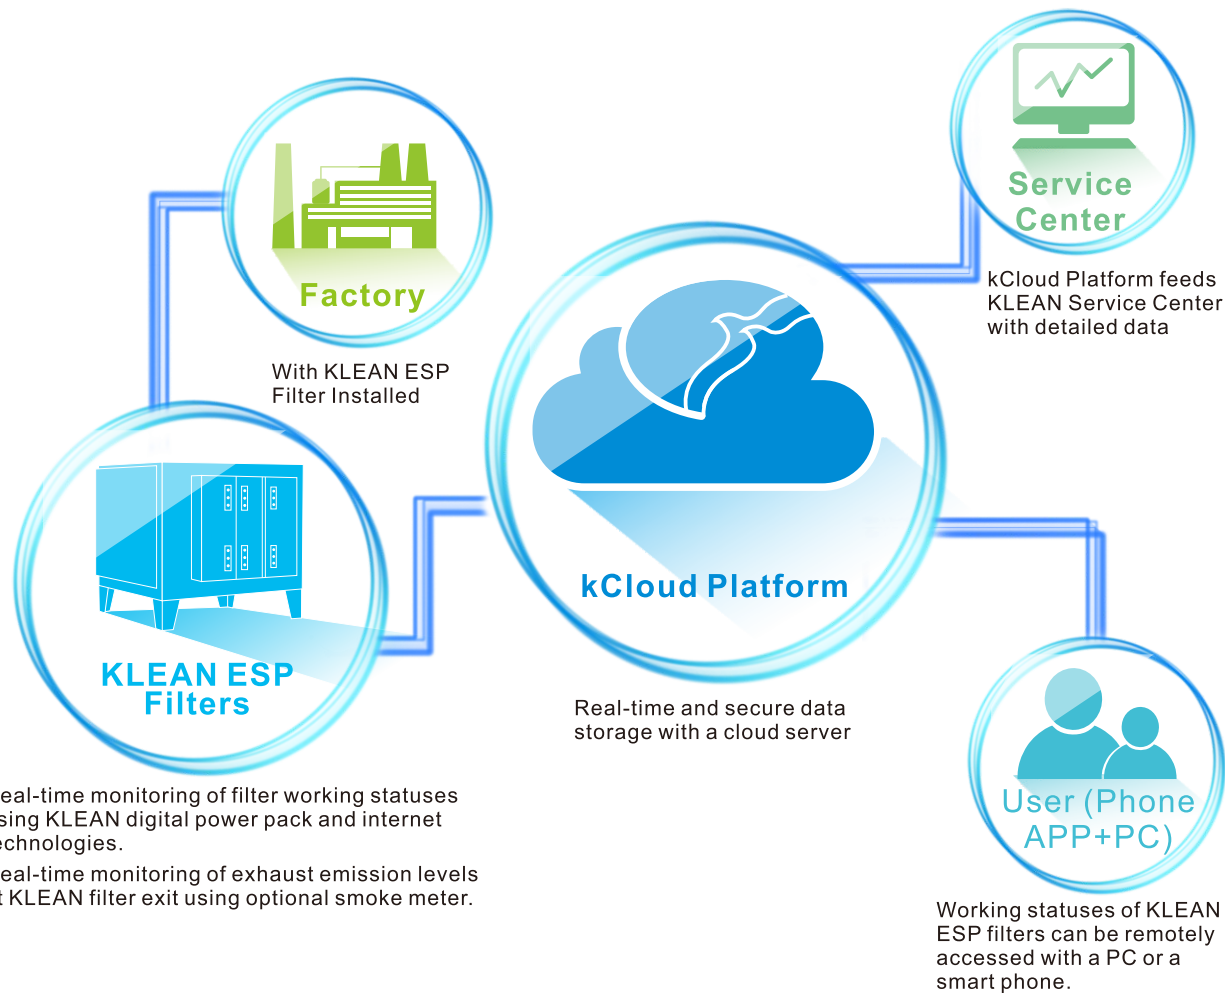 Service
Center
kCloud Platform feeds
KLEAN Service Center
with detailed data
Factory
With KLEAN ESP
Filter Installed
kCloud Platform
Real-time and secure data
storage with a cloud server
KLEAN ESP
Filters
eal-time monitoring of filter working statuses
sing KLEAN digital power pack and internet
echnologies.
eal-time monitoring of exhaust emission levels
t KLEAN filter exit using optional smoke meter.
User (Phone
APP+PC)
Working statuses of KLEAN
ESP filters can be remotely
accessed with a PC or a
smart phone.